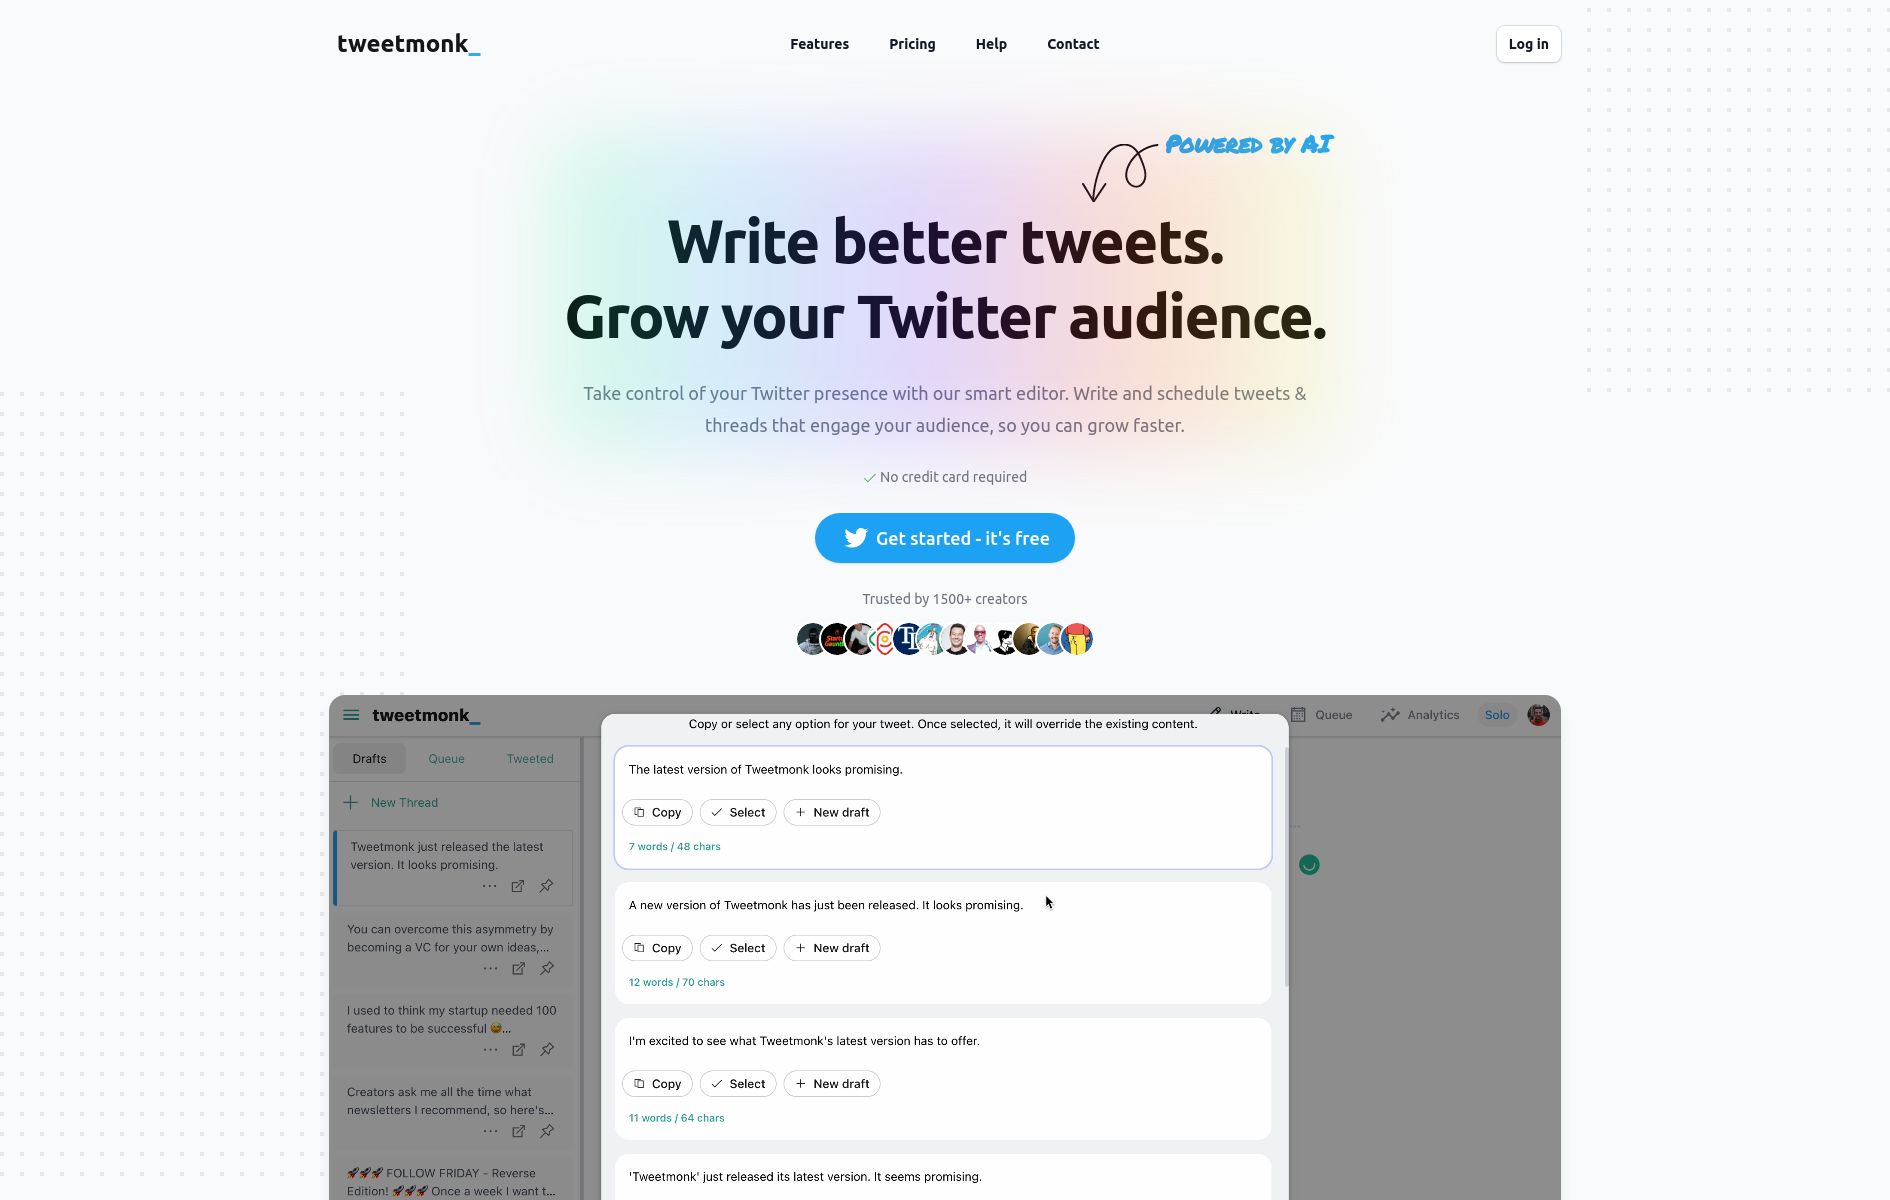 tweetmonk_
Features
Pricing
Help
Contact
Log in
Powered by AI
Write better tweets.
Grow your Twitter audience.
Take control of your Twitter presence with our smart editor. Write and schedule tweets &
threads that engage your audience, so you can grow faster.
No credit card required
Get started - it's free
Trusted by 1500+ creators
tweetmonk_
Write
Queue
Analytics
Solo
Drafts
Queue
Tweeted
New Thread
Tweetmonk just released the latest
version. It looks promising.
You can overcome this asymmetry by
becoming a VC for your own ideas,...
I used to think my startup needed 100
features to be successful 😅...
Creators ask me all the time what
newsletters I recommend, so here's...
🚀🚀🚀 FOLLOW FRIDAY - Reverse
Edition! 🚀🚀🚀 Once a week I want t...
Copy or select any option for your tweet. Once selected, it will override the existing content.
The latest version of Tweetmonk looks promising.
Copy
Select
New draft
7 words / 48 chars
A new version of Tweetmonk has just been released. It looks promising.
Copy
Select
New draft
12 words / 70 chars
I'm excited to see what Tweetmonk's latest version has to offer.
Copy
Select
New draft
11 words / 64 chars
'Tweetmonk' just released its latest version. It seems promising.